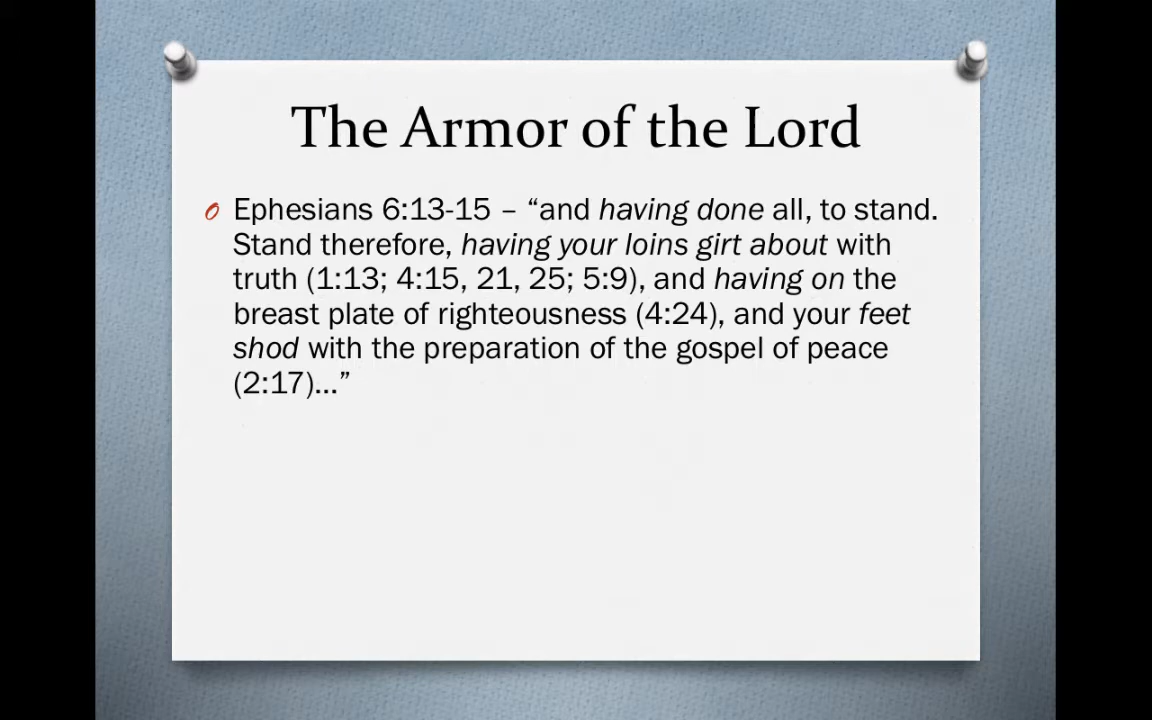 The Armor of the Lord
Ephesians 6:13-15 – “and having done all, to stand.
Stand therefore, having your loins girt about with
truth (1:13; 4:15, 21, 25; 5:9), and having on the
breast plate of righteousness (4:24), and your feet
shod with the preparation of the gospel of peace
(2:17)...”